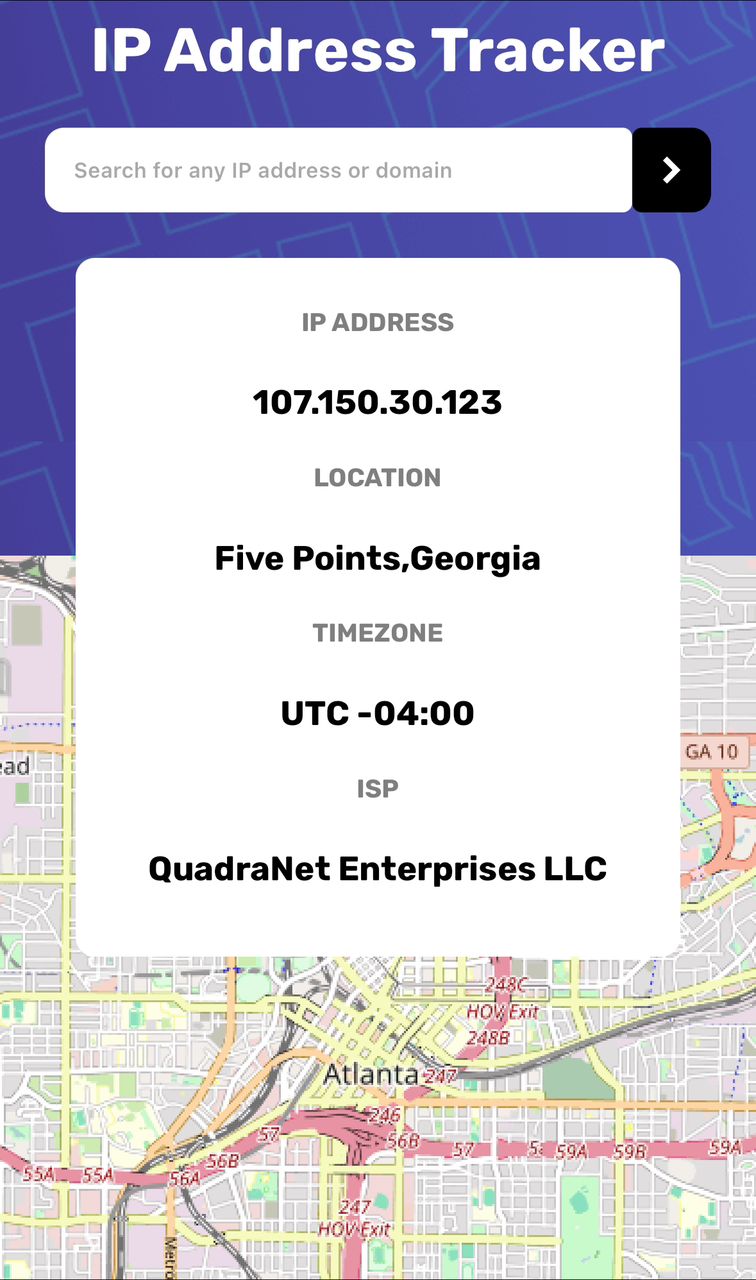 IP Address Tracker
Search for any IP address or domain
IP ADDRESS
107.150.30.123
LOCATION
Five Points,Georgia
TIMEZONE
UTC -04:00
ISP
QuadraNet Enterprises LLC
GA 10
ead
248C
HOV Exit
248B
Atlanta
247
246
57
56B
57
59A
59B
59A
56B
55A
55A
56A
247
HOV Exit
Metro